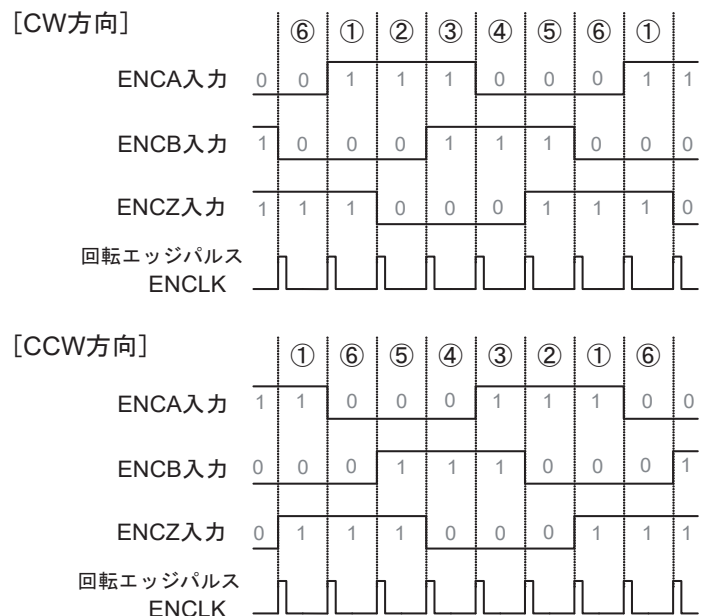 [CW方向]
⑥ ① ② ③ ④ ⑤ ⑥ ①
ENCA入力 0 0 1 1 1 0 0 0 1 1
ENCB入力 1 0 0 0 1 1 1 0 0 0
ENCZ入力 1 1 1 0 0 0 1 1 1 0
回転エッジパルス
ENCLK
[CCW方向]
① ⑥ ⑤ ④ ③ ② ① ⑥
ENCA入力 1 1 0 0 0 1 1 1 0 0
ENCB入力 0 0 0 1 1 1 0 0 0 1
ENCZ入力 0 1 1 1 0 0 0 1 1 1
回転エッジパルス
ENCLK